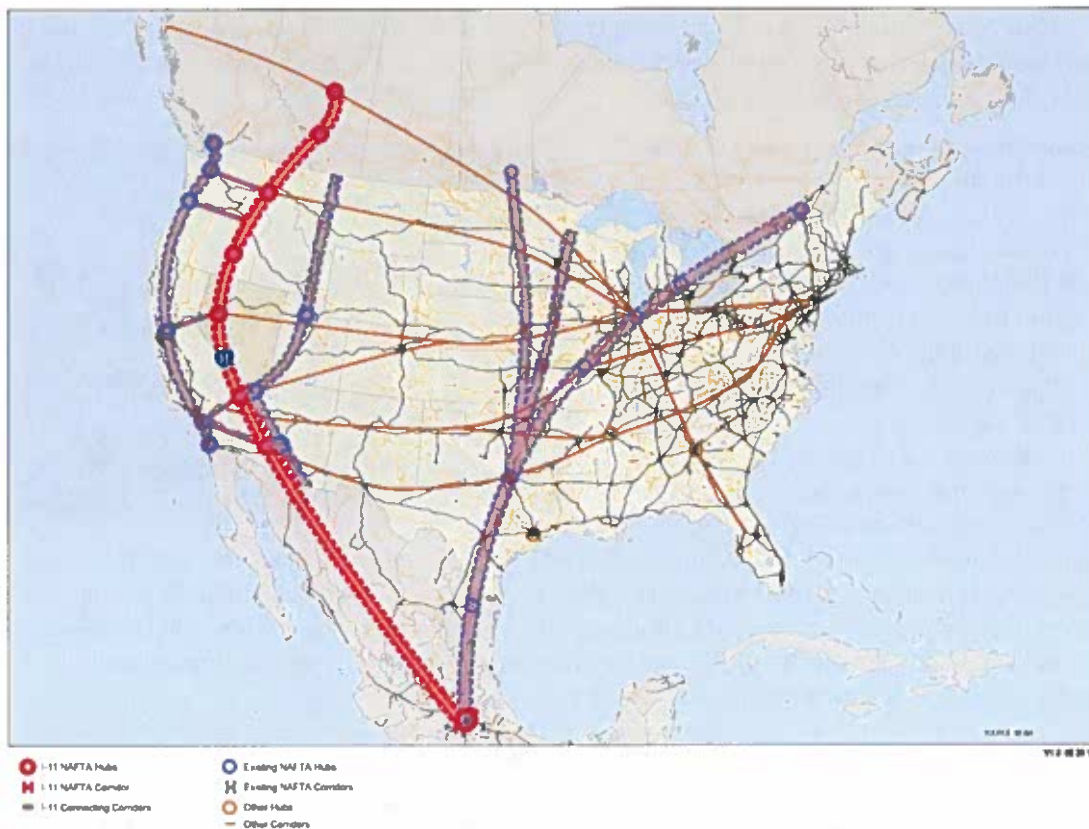 I-11 NAFTA Hubs
I-11 NAFTA Corridor
I-11 Connecting Corridors
Existing NAFTA Hubs
Existing NAFTA Corridors
Other Hubs
Other Corridors